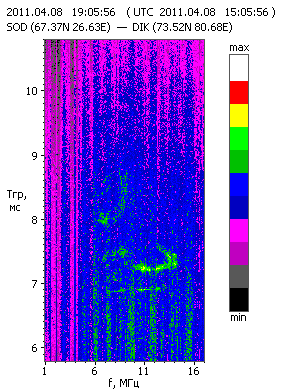 2011.04.08 19:05:56 (UTC 2011.04.08 15:05:56)
SOD (67.37N 26.63E) — DIK (73.52N 80.68E)
max
10
9
Tгр,
мс
8
7
6
min
1 6 11 16
f, МГц